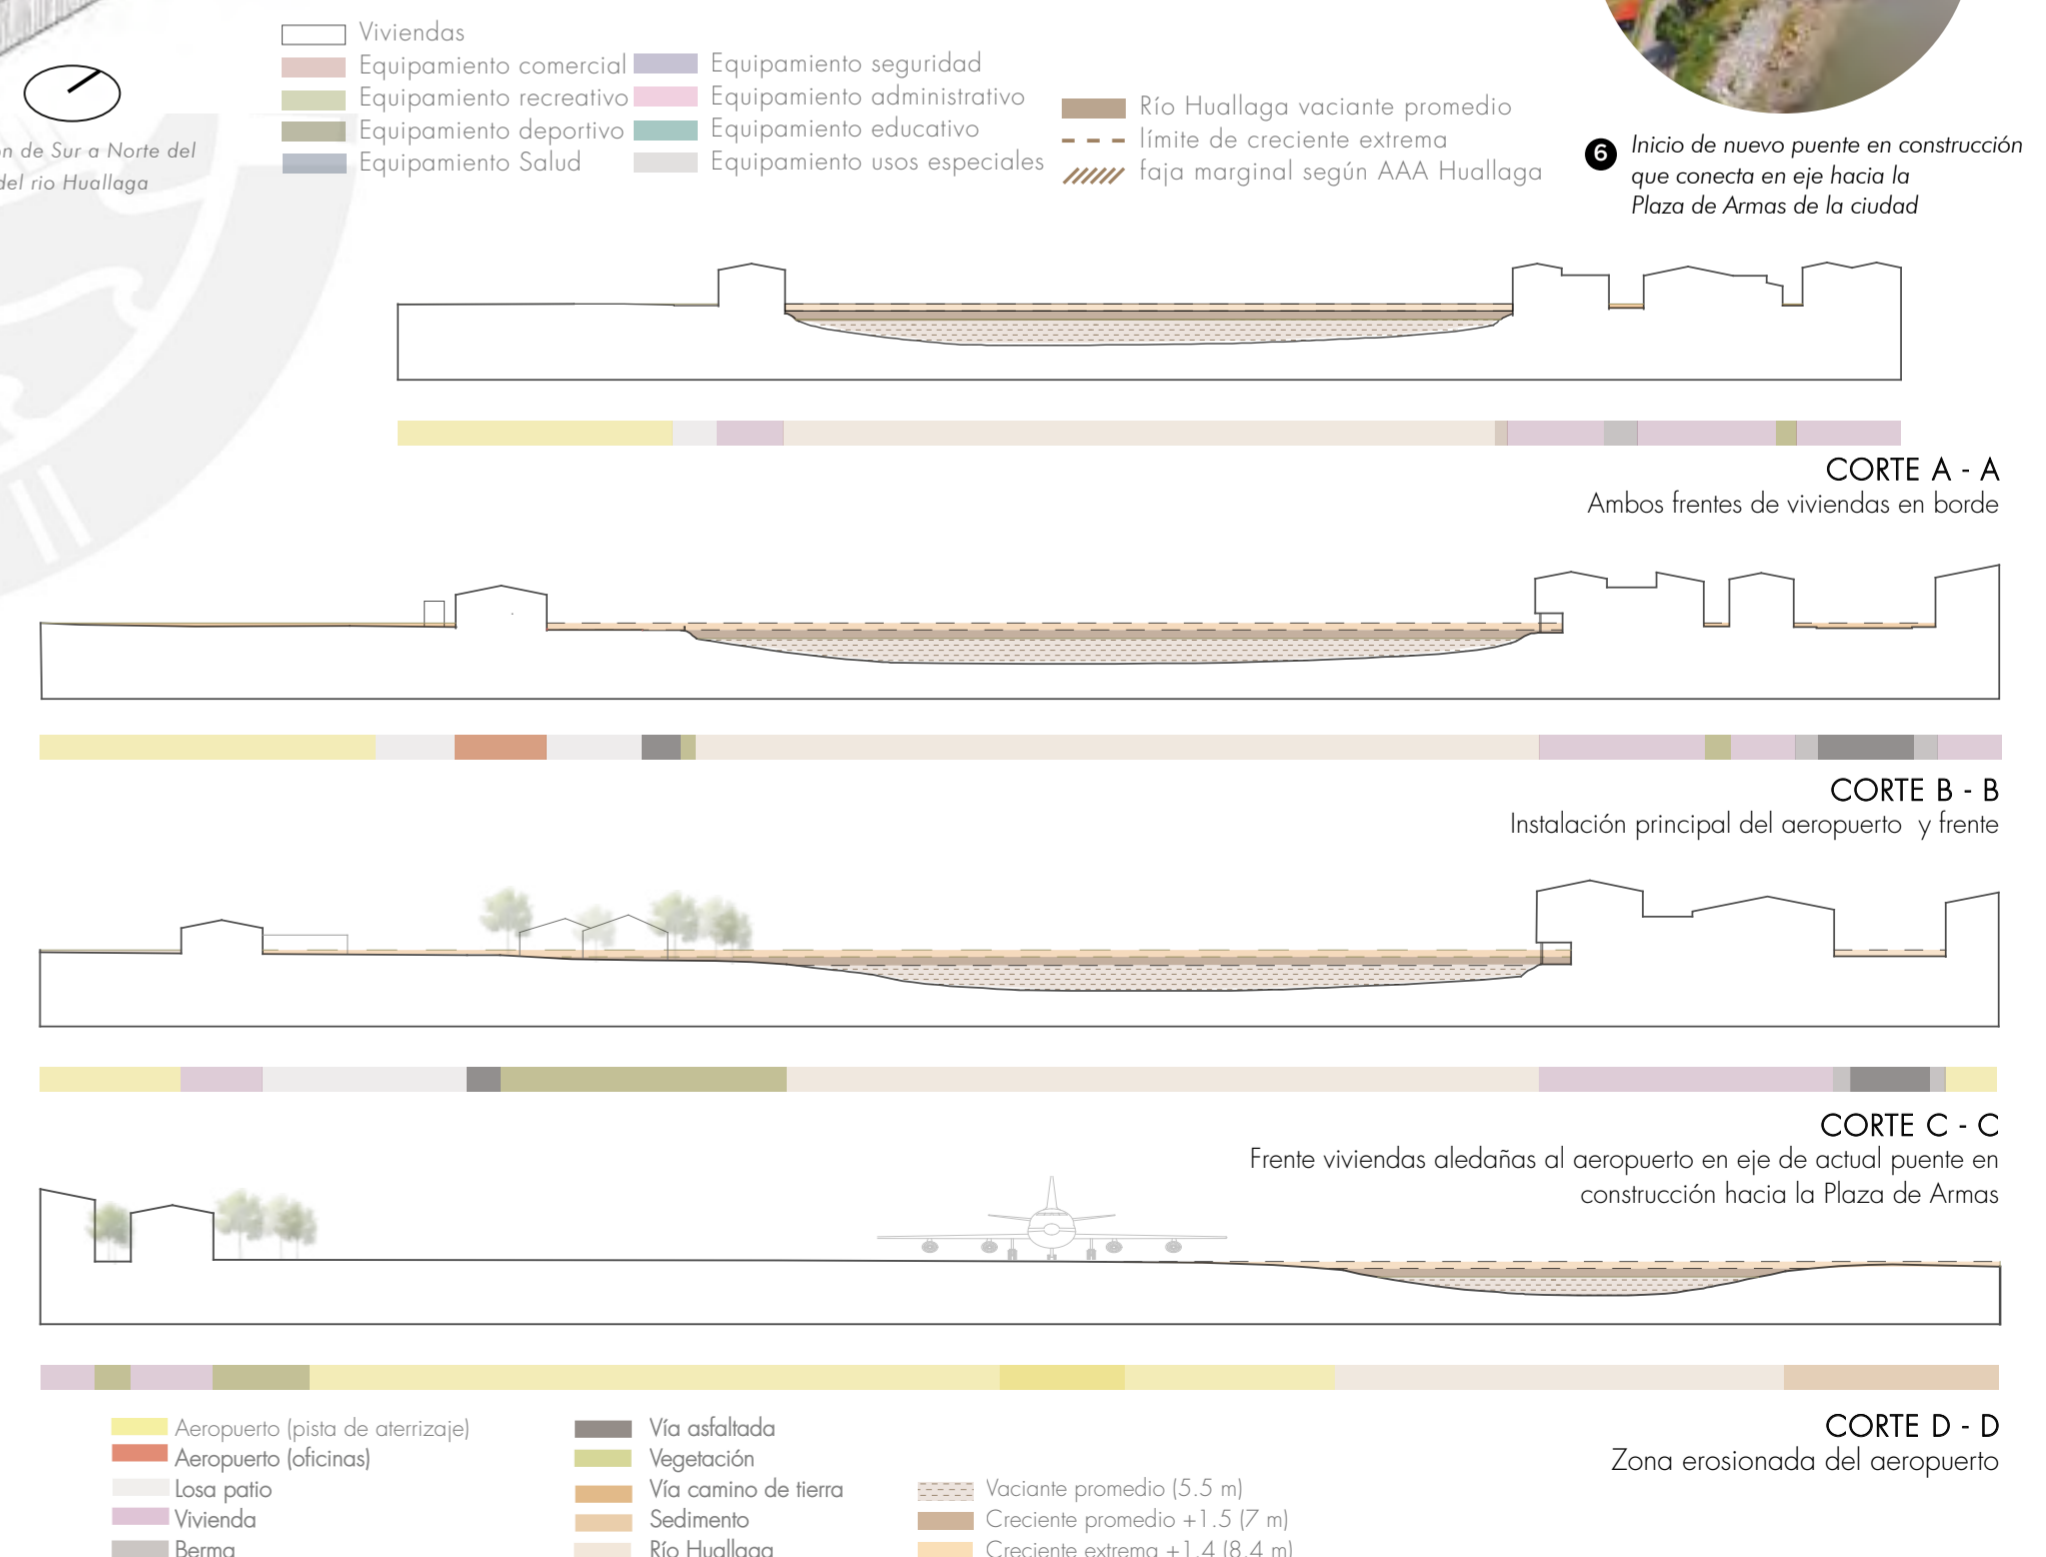 Viviendas
Equipamiento comercial
Equipamiento recreativo
Equipamiento deportivo
Equipamiento Salud
Equipamiento seguridad
Equipamiento administrativo
Equipamiento educativo
Equipamiento usos especiales
Río Huallaga vaciante promedio
límite de creciente extrema
faja marginal según AAA Huallaga
de Sur a Norte del
del rio Huallaga
6 Inicio de nuevo puente en construcción
que conecta en eje hacia la
Plaza de Armas de la ciudad
CORTE A - A
Ambos frentes de viviendas en borde
CORTE B - B
Instalación principal del aeropuerto y frente
CORTE C - C
Frente viviendas aledañas al aeropuerto en eje de actual puente en
construcción hacia la Plaza de Armas
CORTE D - D
Zona erosionada del aeropuerto
Aeropuerto (pista de aterrizaje)
Aeropuerto (oficinas)
Losa patio
Vivienda
Berma
Vía asfaltada
Vegetación
Vía camino de tierra
Sedimento
Río Huallaga
Vaciante promedio (5.5 m)
Creciente promedio +1.5 (7 m)
Creciente extrema +1.4 (8.4 m)